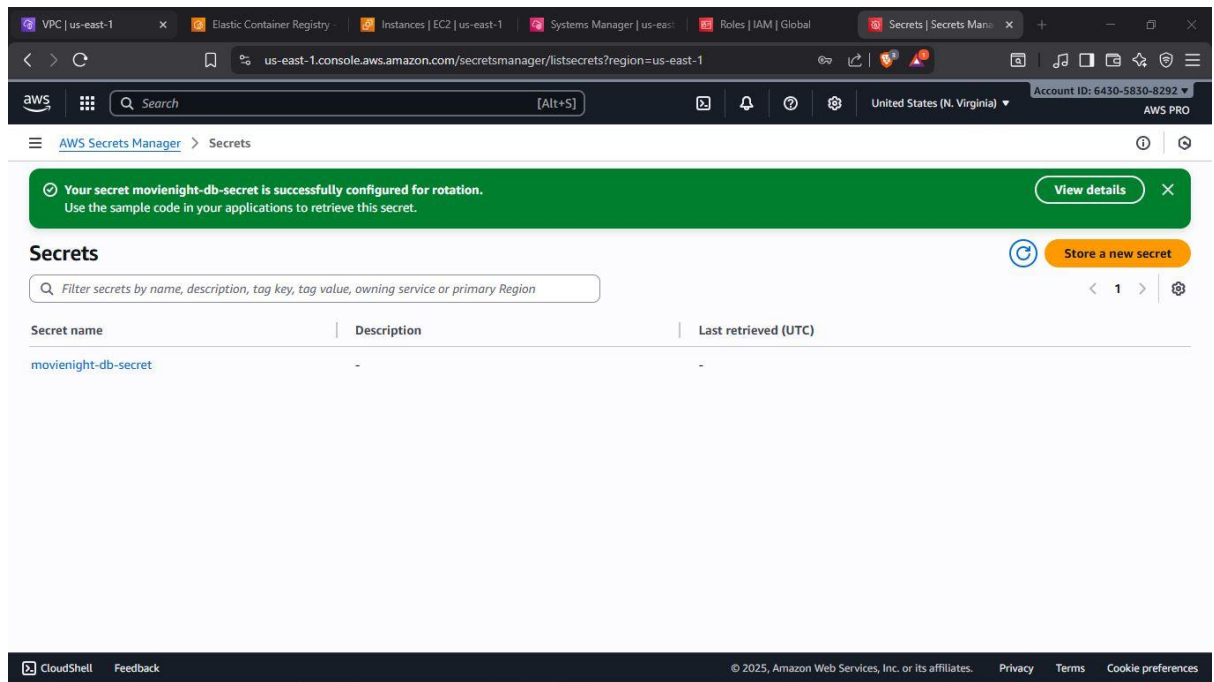 VPC | us-east-1
Elastic Container Registry -
Instances | EC2 | us-east-1
Systems Manager | us-east
Roles | IAM | Global
Secrets | Secrets Mana
us-east-1.console.aws.amazon.com/secretsmanager/listsecrets?region=us-east-1
aws
Search
[Alt+S]
United States (N. Virginia) ▼
Account ID: 6430-5830-8292 ▼
AWS PRO
AWS Secrets Manager > Secrets
Your secret movienight-db-secret is successfully configured for rotation.
Use the sample code in your applications to retrieve this secret.
View details
Secrets
Store a new secret
Filter secrets by name, description, tag key, tag value, owning service or primary Region
< 1 >
Secret name
Description
Last retrieved (UTC)
movienight-db-secret
-
-
CloudShell
Feedback
© 2025, Amazon Web Services, Inc. or its affiliates.
Privacy
Terms
Cookie preferences